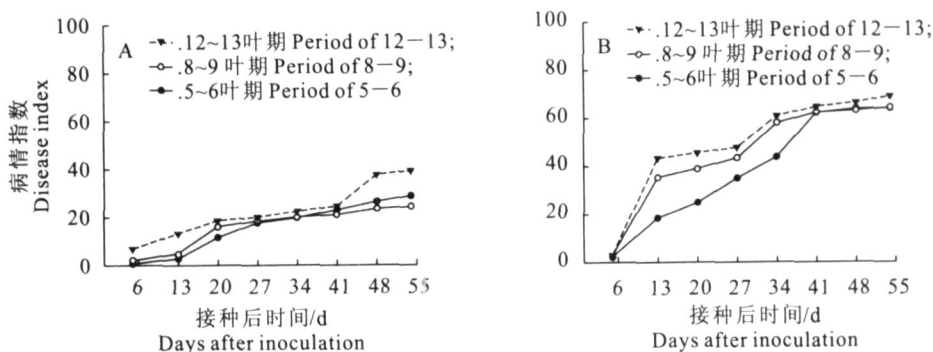 100
80
60
40
20
0
病情指数
Disease index
A
.12~13叶期 Period of 12-13;
.8~9叶期 Period of 8-9;
.5~6叶期 Period of 5-6
6 13 20 27 34 41 48 55
接种后时间/d
Days after inoculation
100
80
60
40
20
0
B
.12~13叶期 Period of 12-13;
.8~9叶期 Period of 8-9;
.5~6叶期 Period of 5-6
6 13 20 27 34 41 48 55
接种后时间/d
Days after inoculation